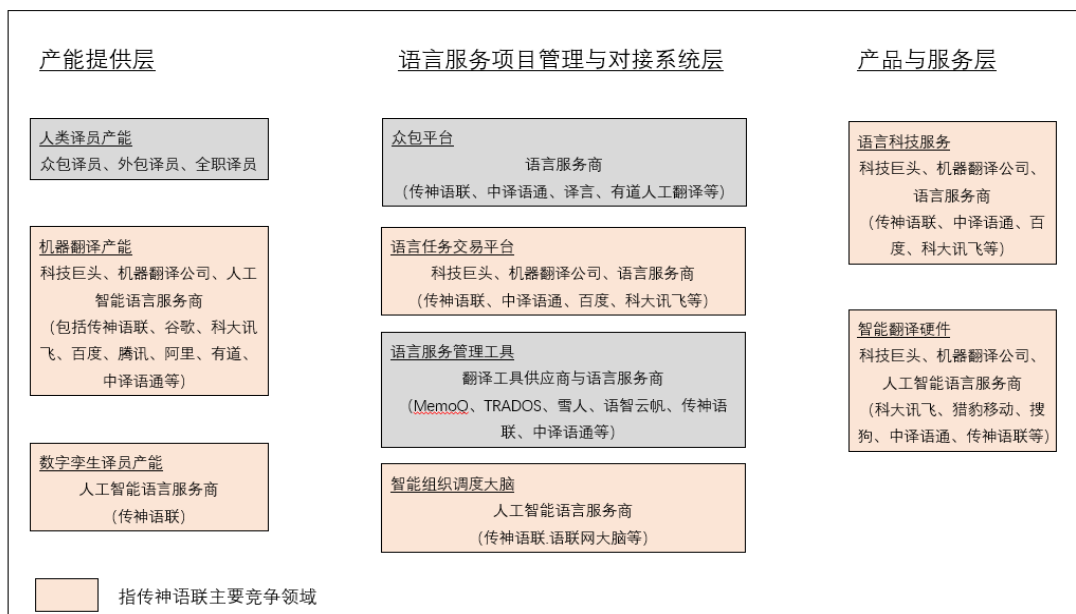 产能提供层
人类译员产能
众包译员、外包译员、全职译员
机器翻译产能
科技巨头、机器翻译公司、人工
智能语言服务商
（包括传神语联、谷歌、科大讯
飞、百度、腾讯、阿里、有道、
中译语通等）
数字孪生译员产能
人工智能语言服务商
（传神语联）
语言服务项目管理与对接系统层
众包平台
语言服务商
（传神语联、中译语通、译言、有道人工翻译等）
语言任务交易平台
科技巨头、机器翻译公司、语言服务商
（传神语联、中译语通、百度、科大讯飞等）
语言服务管理工具
翻译工具供应商与语言服务商
（MemoQ、TRADOS、雪人、语智云帆、传神语
联、中译语通等）
智能组织调度大脑
人工智能语言服务商
（传神语联.语联网大脑等）
产品与服务层
语言科技服务
科技巨头、机器翻译公司、
语言服务商
（传神语联、中译语通、百
度、科大讯飞等）
智能翻译硬件
科技巨头、机器翻译公司、
人工智能语言服务商
（科大讯飞、猎豹移动、搜
狗、中译语通、传神语联等）
指传神语联主要竞争领域